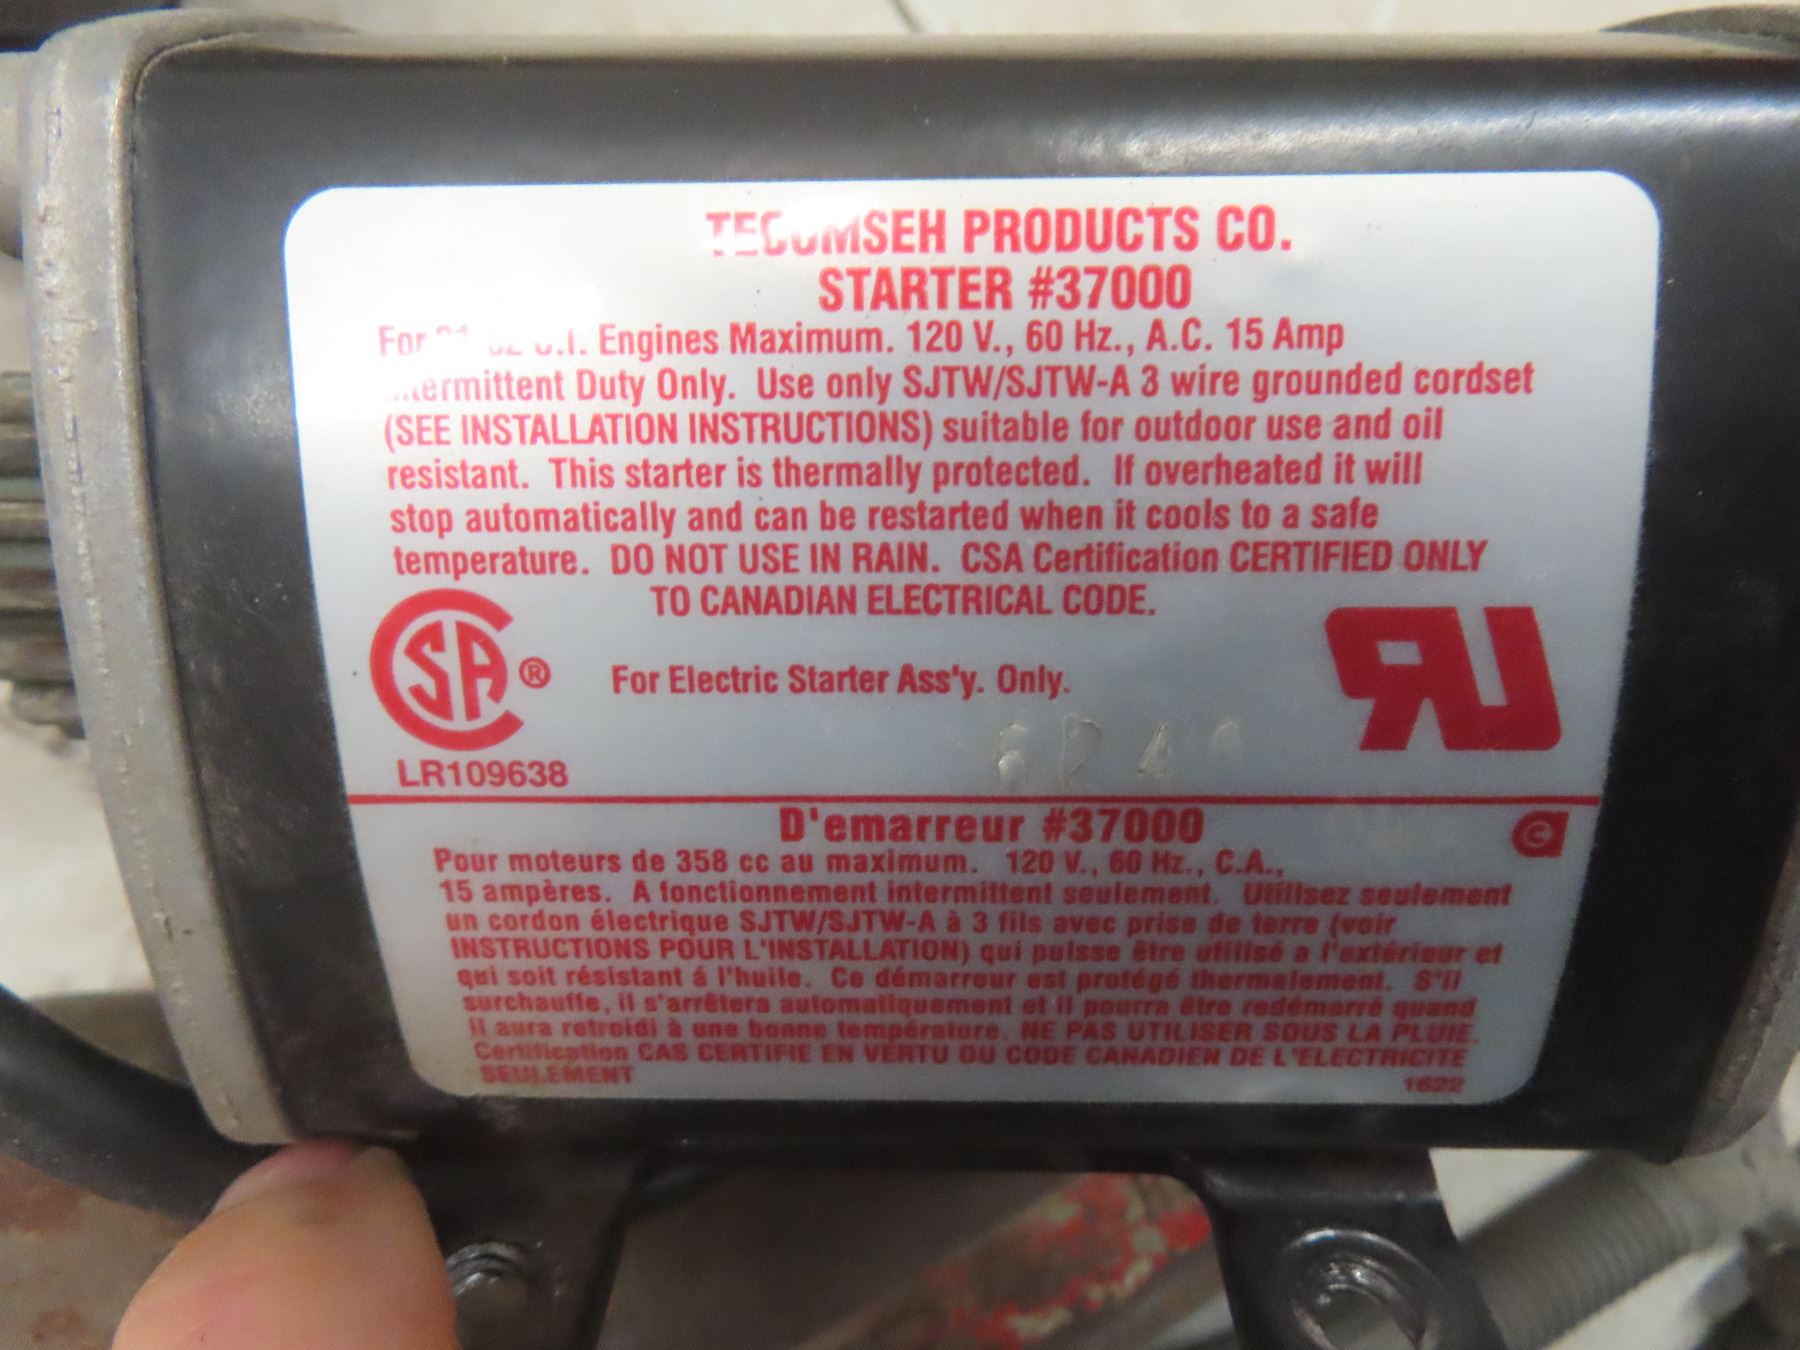 TECUMSEH PRODUCTS CO.
STARTER #37000
For C.I. Engines Maximum. 120 V., 60 Hz., A.C. 15 Amp
Intermittent Duty Only. Use only SJTW/SJTW-A 3 wire grounded cordset
(SEE INSTALLATION INSTRUCTIONS) suitable for outdoor use and oil
resistant. This starter is thermally protected. If overheated it will
stop automatically and can be restarted when it cools to a safe
temperature. DO NOT USE IN RAIN. CSA Certification CERTIFIED ONLY
TO CANADIAN ELECTRICAL CODE.
CSA ®
For Electric Starter Ass'y. Only.
RU
LR109638
D'emarreur #37000
Pour moteurs de 358 cc au maximum. 120 V., 60 Hz., C.A.,
15 ampères. A fonctionnement intermittent seulement. Utilisez seulement
un cordon électrique SJTW/SJTW-A à 3 fils avec prise de terre (voir
INSTRUCTIONS POUR L'INSTALLATION) qui puisse être utilisé a l'extérieur et
qui soit résistant á l'huile. Ce démarreur est protégé thermalement. S'il
surchauffe, il s'arrêtera automatiquement et il pourra être redémarré quand
il aura retroidi à une bonne température. NE PAS UTILISER SOUS LA PLUIE.
Certification CAS CERTIFIE EN VERTU OU CODE CANADIEN DE L'ELECTRICITE
SEULEMENT
1622